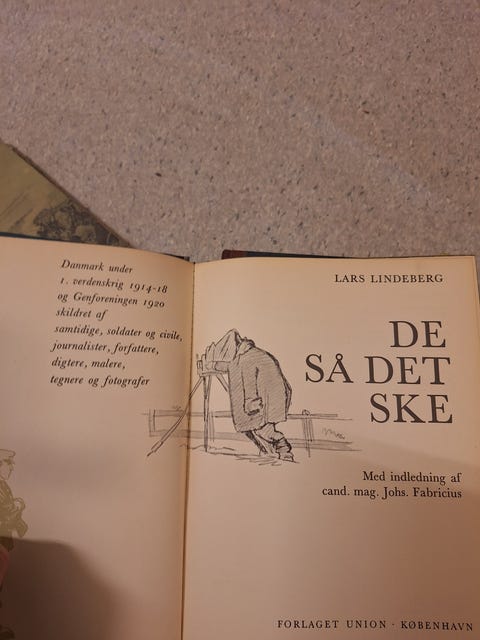 Danmark under
1. verdenskrig 1914-18
og Genforeningen 1920
skildret af
samtidige, soldater og civile,
journalister, forfattere,
digtere, malere,
tegnere og fotografer
LARS LINDEBERG
DE
SÅ DET
SKE
Med indledning af
cand. mag. Johs. Fabricius
FORLAGET UNION · KØBENHAVN